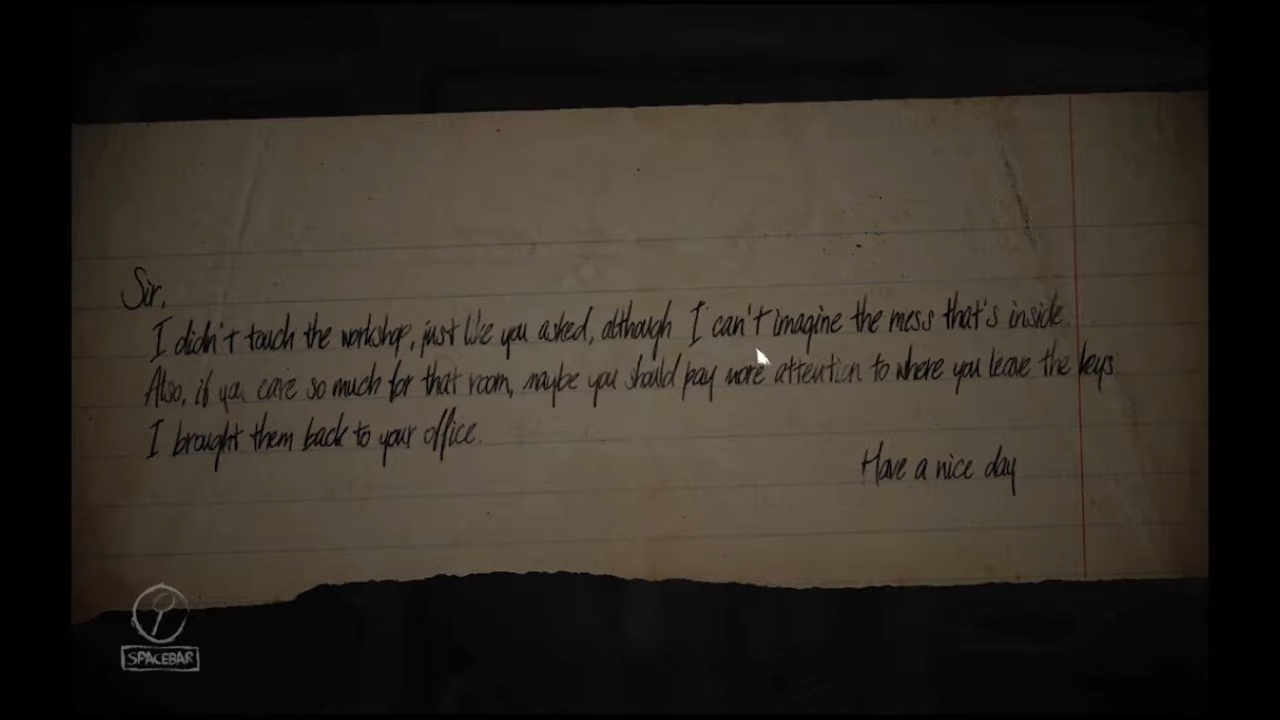 Sir,
I didn't touch the workshop, just like you asked, although I can't imagine the mess that's inside.
Also, if you care so much for that room, maybe you should pay more attention to where you leave the keys.
I brought them back to your office.
Have a nice day
SPACEBAR